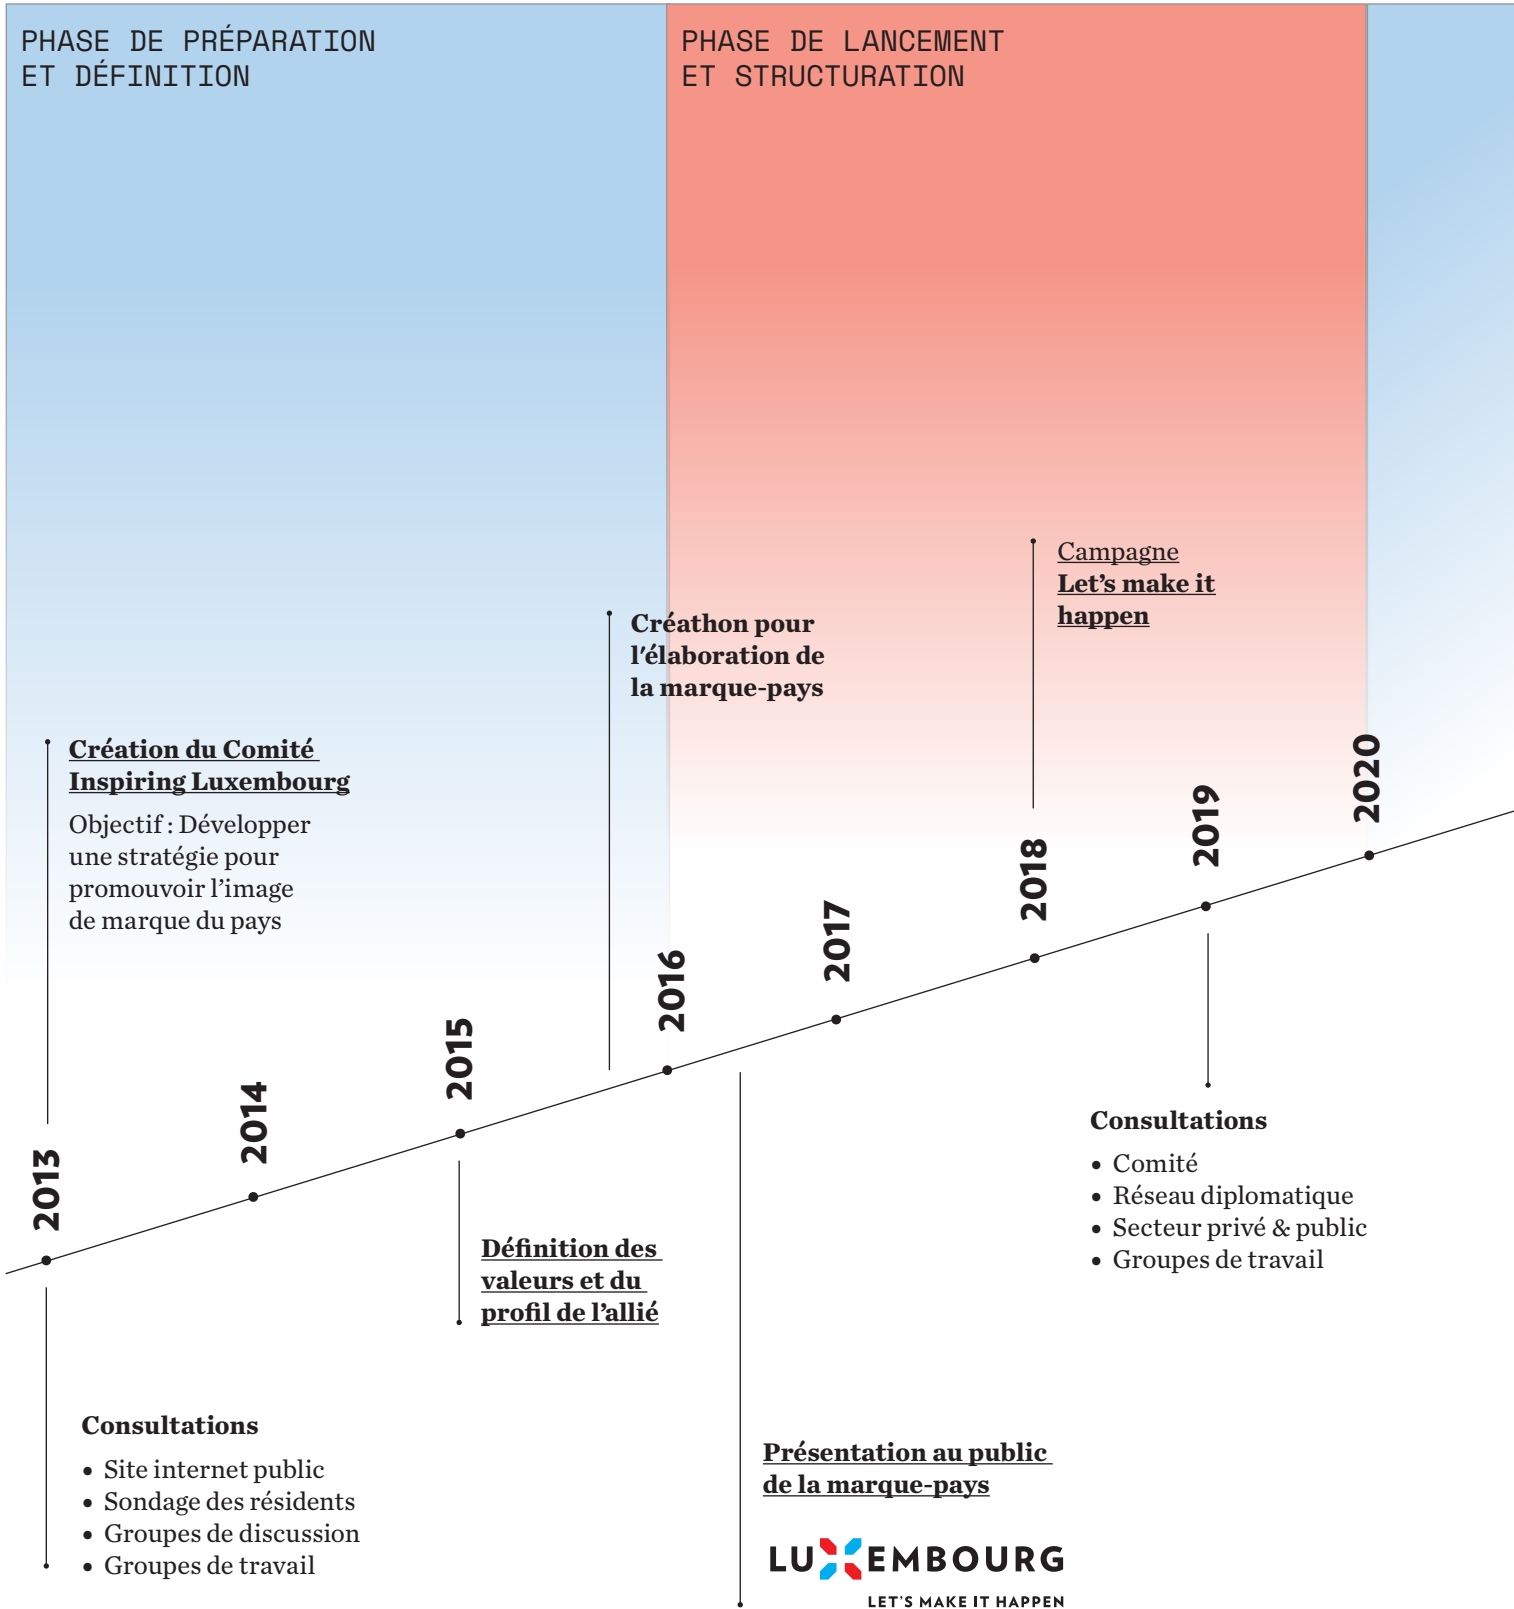 PHASE DE PRÉPARATION
ET DÉFINITION
PHASE DE LANCEMENT
ET STRUCTURATION
Campagne
Let’s make it
happen
Créathon pour
l’élaboration de
la marque-pays
Création du Comité
Inspiring Luxembourg
Objectif : Développer
une stratégie pour
promouvoir l’image
de marque du pays
2013
2014
2015
2016
2017
2018
2019
2020
Consultations
• Comité
• Réseau diplomatique
• Secteur privé & public
• Groupes de travail
Définition des
valeurs et du
profil de l’allié
Consultations
• Site internet public
• Sondage des résidents
• Groupes de discussion
• Groupes de travail
Présentation au public
de la marque-pays
LUXEMBOURG
LET'S MAKE IT HAPPEN